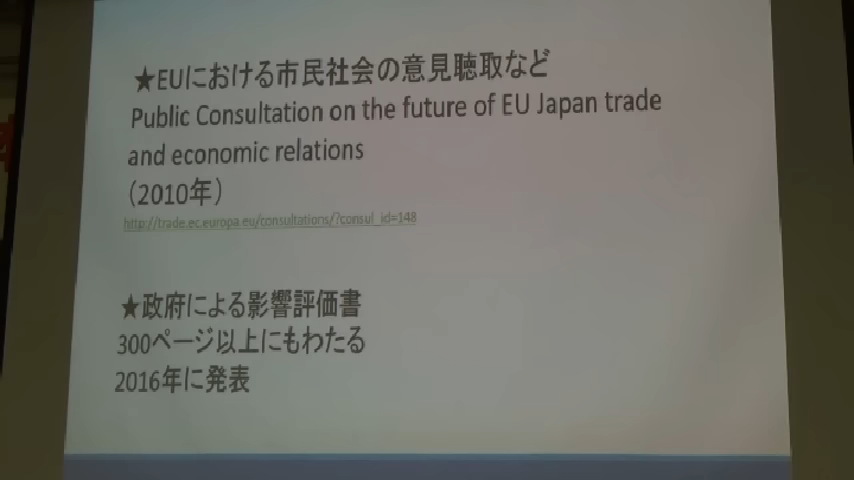 ★EUにおける市民社会の意見聴取など
Public Consultation on the future of EU Japan trade
and economic relations
（2010年）
http://trade.ec.europa.eu/consultations/?consul_id=148
★政府による影響評価書
300ページ以上にもわたる
2016年に発表